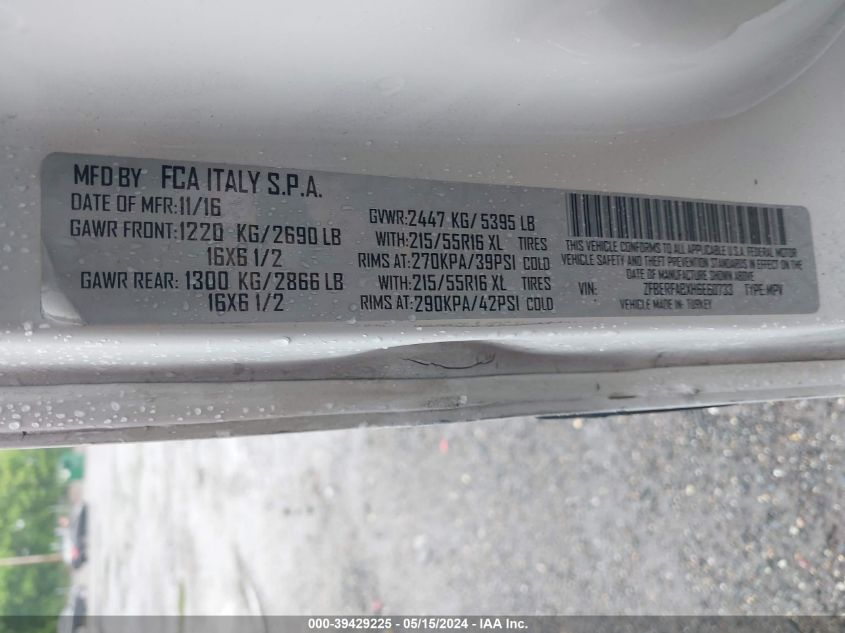 MFD BY FCA ITALY S.P.A.
DATE OF MFR:11/16
GAWR FRONT:1220 KG/2690 LB
16X6 1/2
GAWR REAR: 1300 KG/2866 LB
16X6 1/2
GVWR:2447 KG/ 5395 LB
WITH:215/55R16 XL TIRES
RIMS AT:270KPA/39PSI COLD
WITH:215/55R16 XL TIRES
RIMS AT:290KPA/42PSI COLD
THIS VEHICLE CONFORMS TO ALL APPLICABLE U.S.A. FEDERAL MOTOR
VEHICLE SAFETY AND THEFT PREVENTION STANDARDS IN EFFECT ON THE
DATE OF MANUFACTURE SHOWN ABOVE.
VIN: ZFBERFABXH6E60733 TYPE:MPV
VEHICLE MADE IN: TURKEY
000-39429225 - 05/15/2024 - IAA Inc.